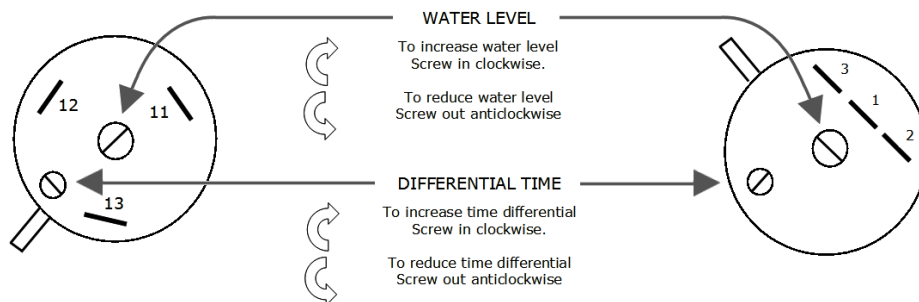 WATER LEVEL
To increase water level
Screw in clockwise.
To reduce water level
Screw out anticlockwise
12
11
13
3
1
2
DIFFERENTIAL TIME
To increase time differential
Screw in clockwise.
To reduce time differential
Screw out anticlockwise